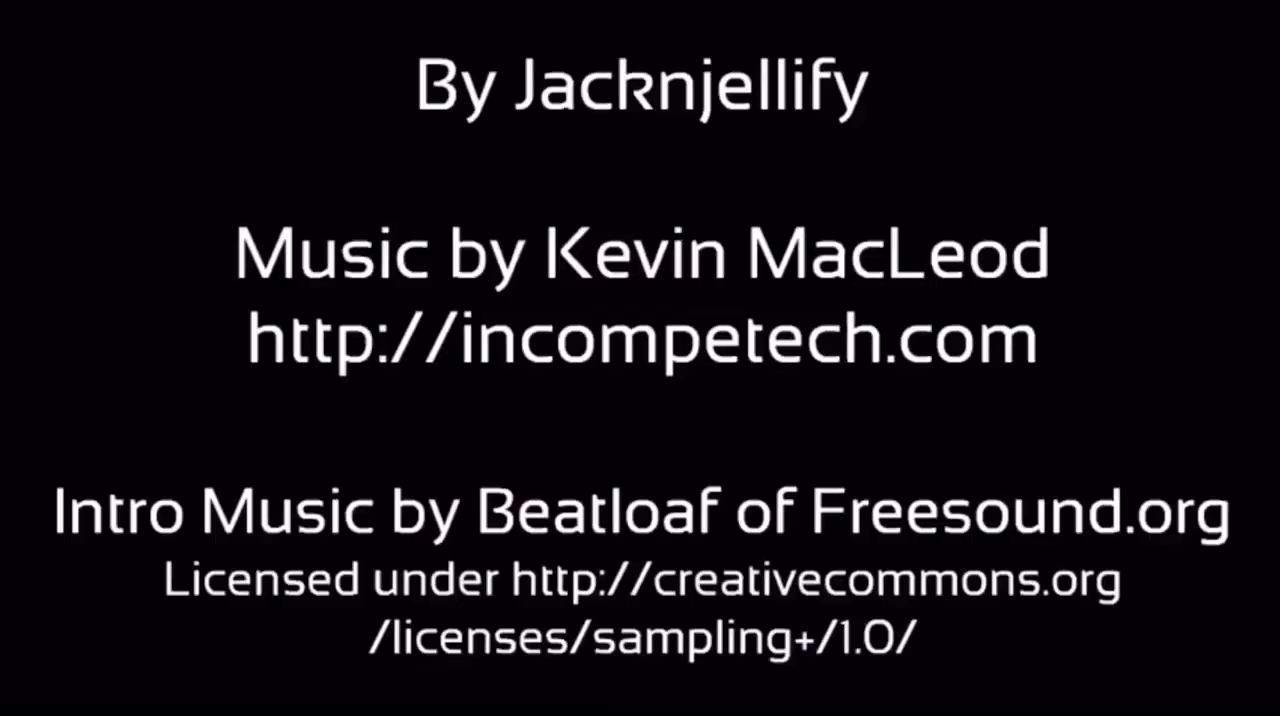 By Jacknjellify
Music by Kevin MacLeod
http://incompetech.com
Intro Music by Beatloaf of Freesound.org
Licensed under http://creativecommons.org
/licenses/sampling+/1.0/